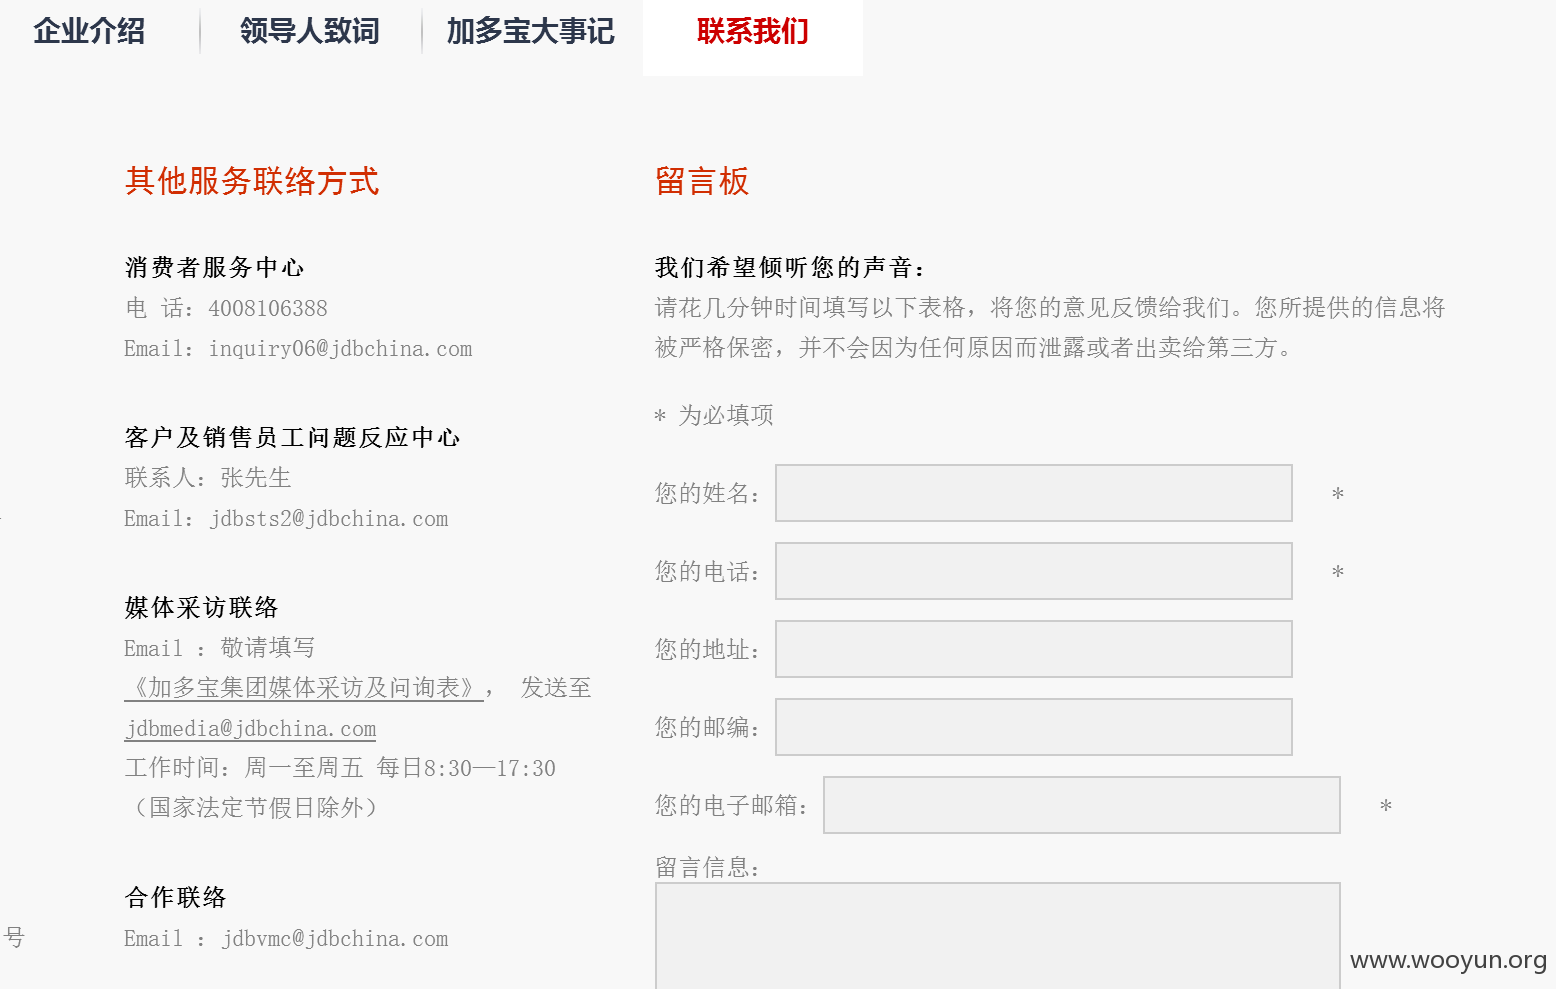 企业介绍
领导人致词
加多宝大事记
联系我们
其他服务联络方式
消费者服务中心
电 话：4008106388
Email：inquiry06@jdbchina.com
客户及销售员工问题反应中心
联系人：张先生
Email：jdbsts2@jdbchina.com
媒体采访联络
Email ：敬请填写
《加多宝集团媒体采访及问询表》， 发送至
jdbmedia@jdbchina.com
工作时间：周一至周五 每日8:30—17:30
（国家法定节假日除外）
合作联络
Email ：jdbvmc@jdbchina.com
号
留言板
我们希望倾听您的声音：
请花几分钟时间填写以下表格，将您的意见反馈给我们。您所提供的信息将
被严格保密，并不会因为任何原因而泄露或者出卖给第三方。
* 为必填项
您的姓名： *
您的电话： *
您的地址：
您的邮编：
您的电子邮箱： *
留言信息：
www.wooyun.org